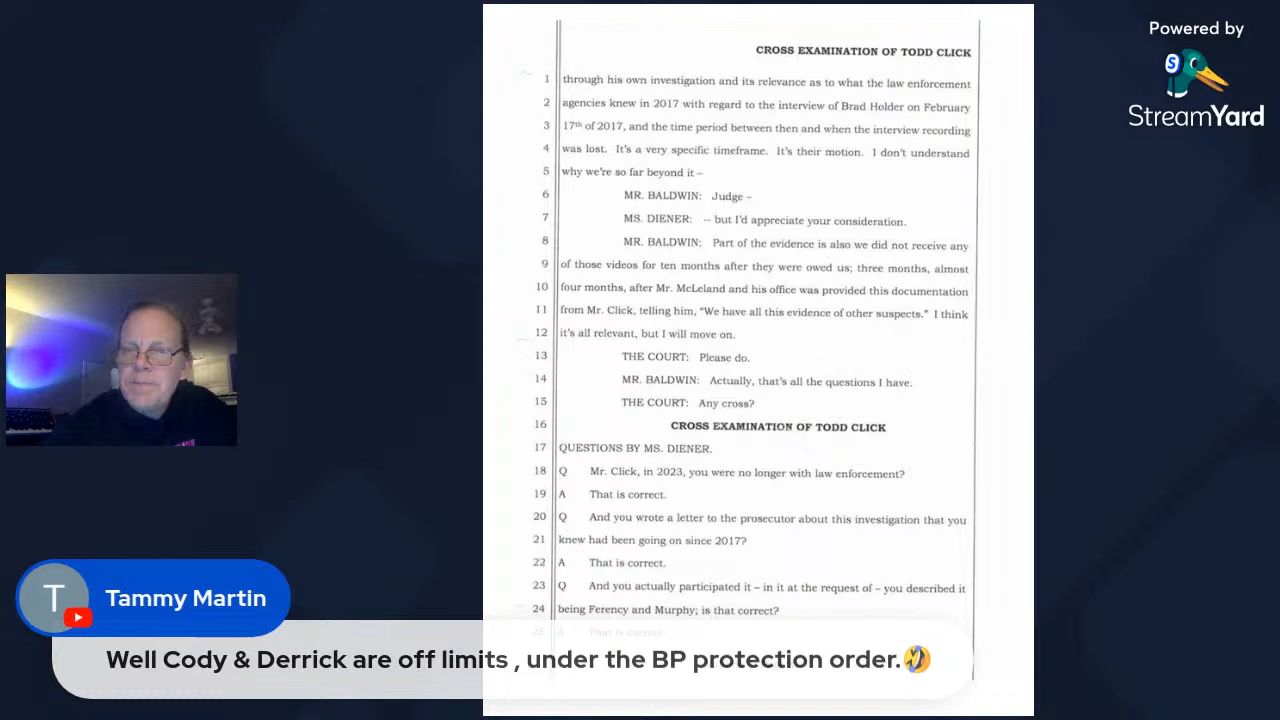 CROSS EXAMINATION OF TODD CLICK
1 through his own investigation and its relevance as to what the law enforcement
2 agencies knew in 2017 with regard to the interview of Brad Holder on February
3 17th of 2017, and the time period between then and when the interview recording
4 was lost. It's a very specific timeframe. It's their motion. I don't understand
5 why we're so far beyond it –
6 MR. BALDWIN: Judge –
7 MS. DIENER: -- but I'd appreciate your consideration.
8 MR. BALDWIN: Part of the evidence is also we did not receive any
9 of those videos for ten months after they were owed us; three months, almost
10 four months, after Mr. McLeland and his office was provided this documentation
11 from Mr. Click, telling him, "We have all this evidence of other suspects." I think
12 it's all relevant, but I will move on.
13 THE COURT: Please do.
14 MR. BALDWIN: Actually, that's all the questions I have.
15 THE COURT: Any cross?
16 CROSS EXAMINATION OF TODD CLICK
17 QUESTIONS BY MS. DIENER.
18 Q Mr. Click, in 2023, you were no longer with law enforcement?
19 A That is correct.
20 Q And you wrote a letter to the prosecutor about this investigation that you
21 knew had been going on since 2017?
22 A That is correct.
23 Q And you actually participated it – in it at the request of – you described it
24 being Ferency and Murphy; is that correct?
25 A That is correct.
Powered by
S
StreamYard
T
Tammy Martin
Well Cody & Derrick are off limits , under the BP protection order.🤣